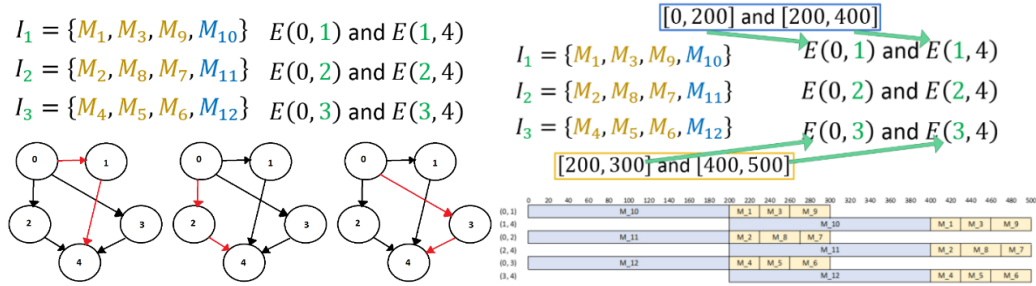 I₁ = {M₁, M₃, M₉, M₁₀} E(0, 1) and E(1, 4)
I₂ = {M₂, M₈, M₇, M₁₁} E(0, 2) and E(2, 4)
I₃ = {M₄, M₅, M₆, M₁₂} E(0, 3) and E(3, 4)
0 1 2 3 4
0 1 2 3 4
0 1 2 3 4
[0, 200] and [200, 400]
I₁ = {M₁, M₃, M₉, M₁₀} E(0, 1) and E(1, 4)
I₂ = {M₂, M₈, M₇, M₁₁} E(0, 2) and E(2, 4)
I₃ = {M₄, M₅, M₆, M₁₂} E(0, 3) and E(3, 4)
[200, 300] and [400, 500]
0 20 40 60 80 100 120 140 160 180 200 220 240 260 280 300 320 340 360 380 400 420 440 460 480 500
(0, 1) M_10 M_1 M_3 M_9
(1, 4) M_10 M_1 M_3 M_9
(0, 2) M_11 M_2 M_8 M_7
(2, 4) M_11 M_2 M_8 M_7
(0, 3) M_12 M_4 M_5 M_6
(3, 4) M_12 M_4 M_5 M_6